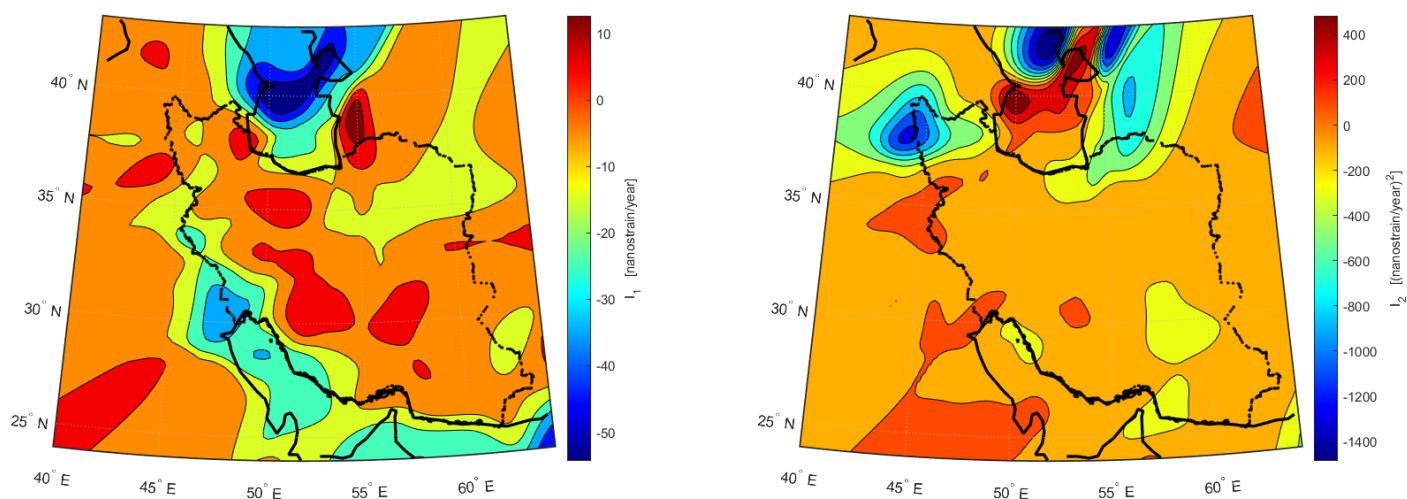 40° N
35° N
30° N
25° N
40° E
45° E
50° E
55° E
60° E
10
0
-10
-20
-30
-40
-50
I_1 [nanostrain/year]
40° N
35° N
30° N
25° N
40° E
45° E
50° E
55° E
60° E
400
200
0
-200
-400
-600
-800
-1000
-1200
-1400
I_2 [(nanostrain/year)^2]